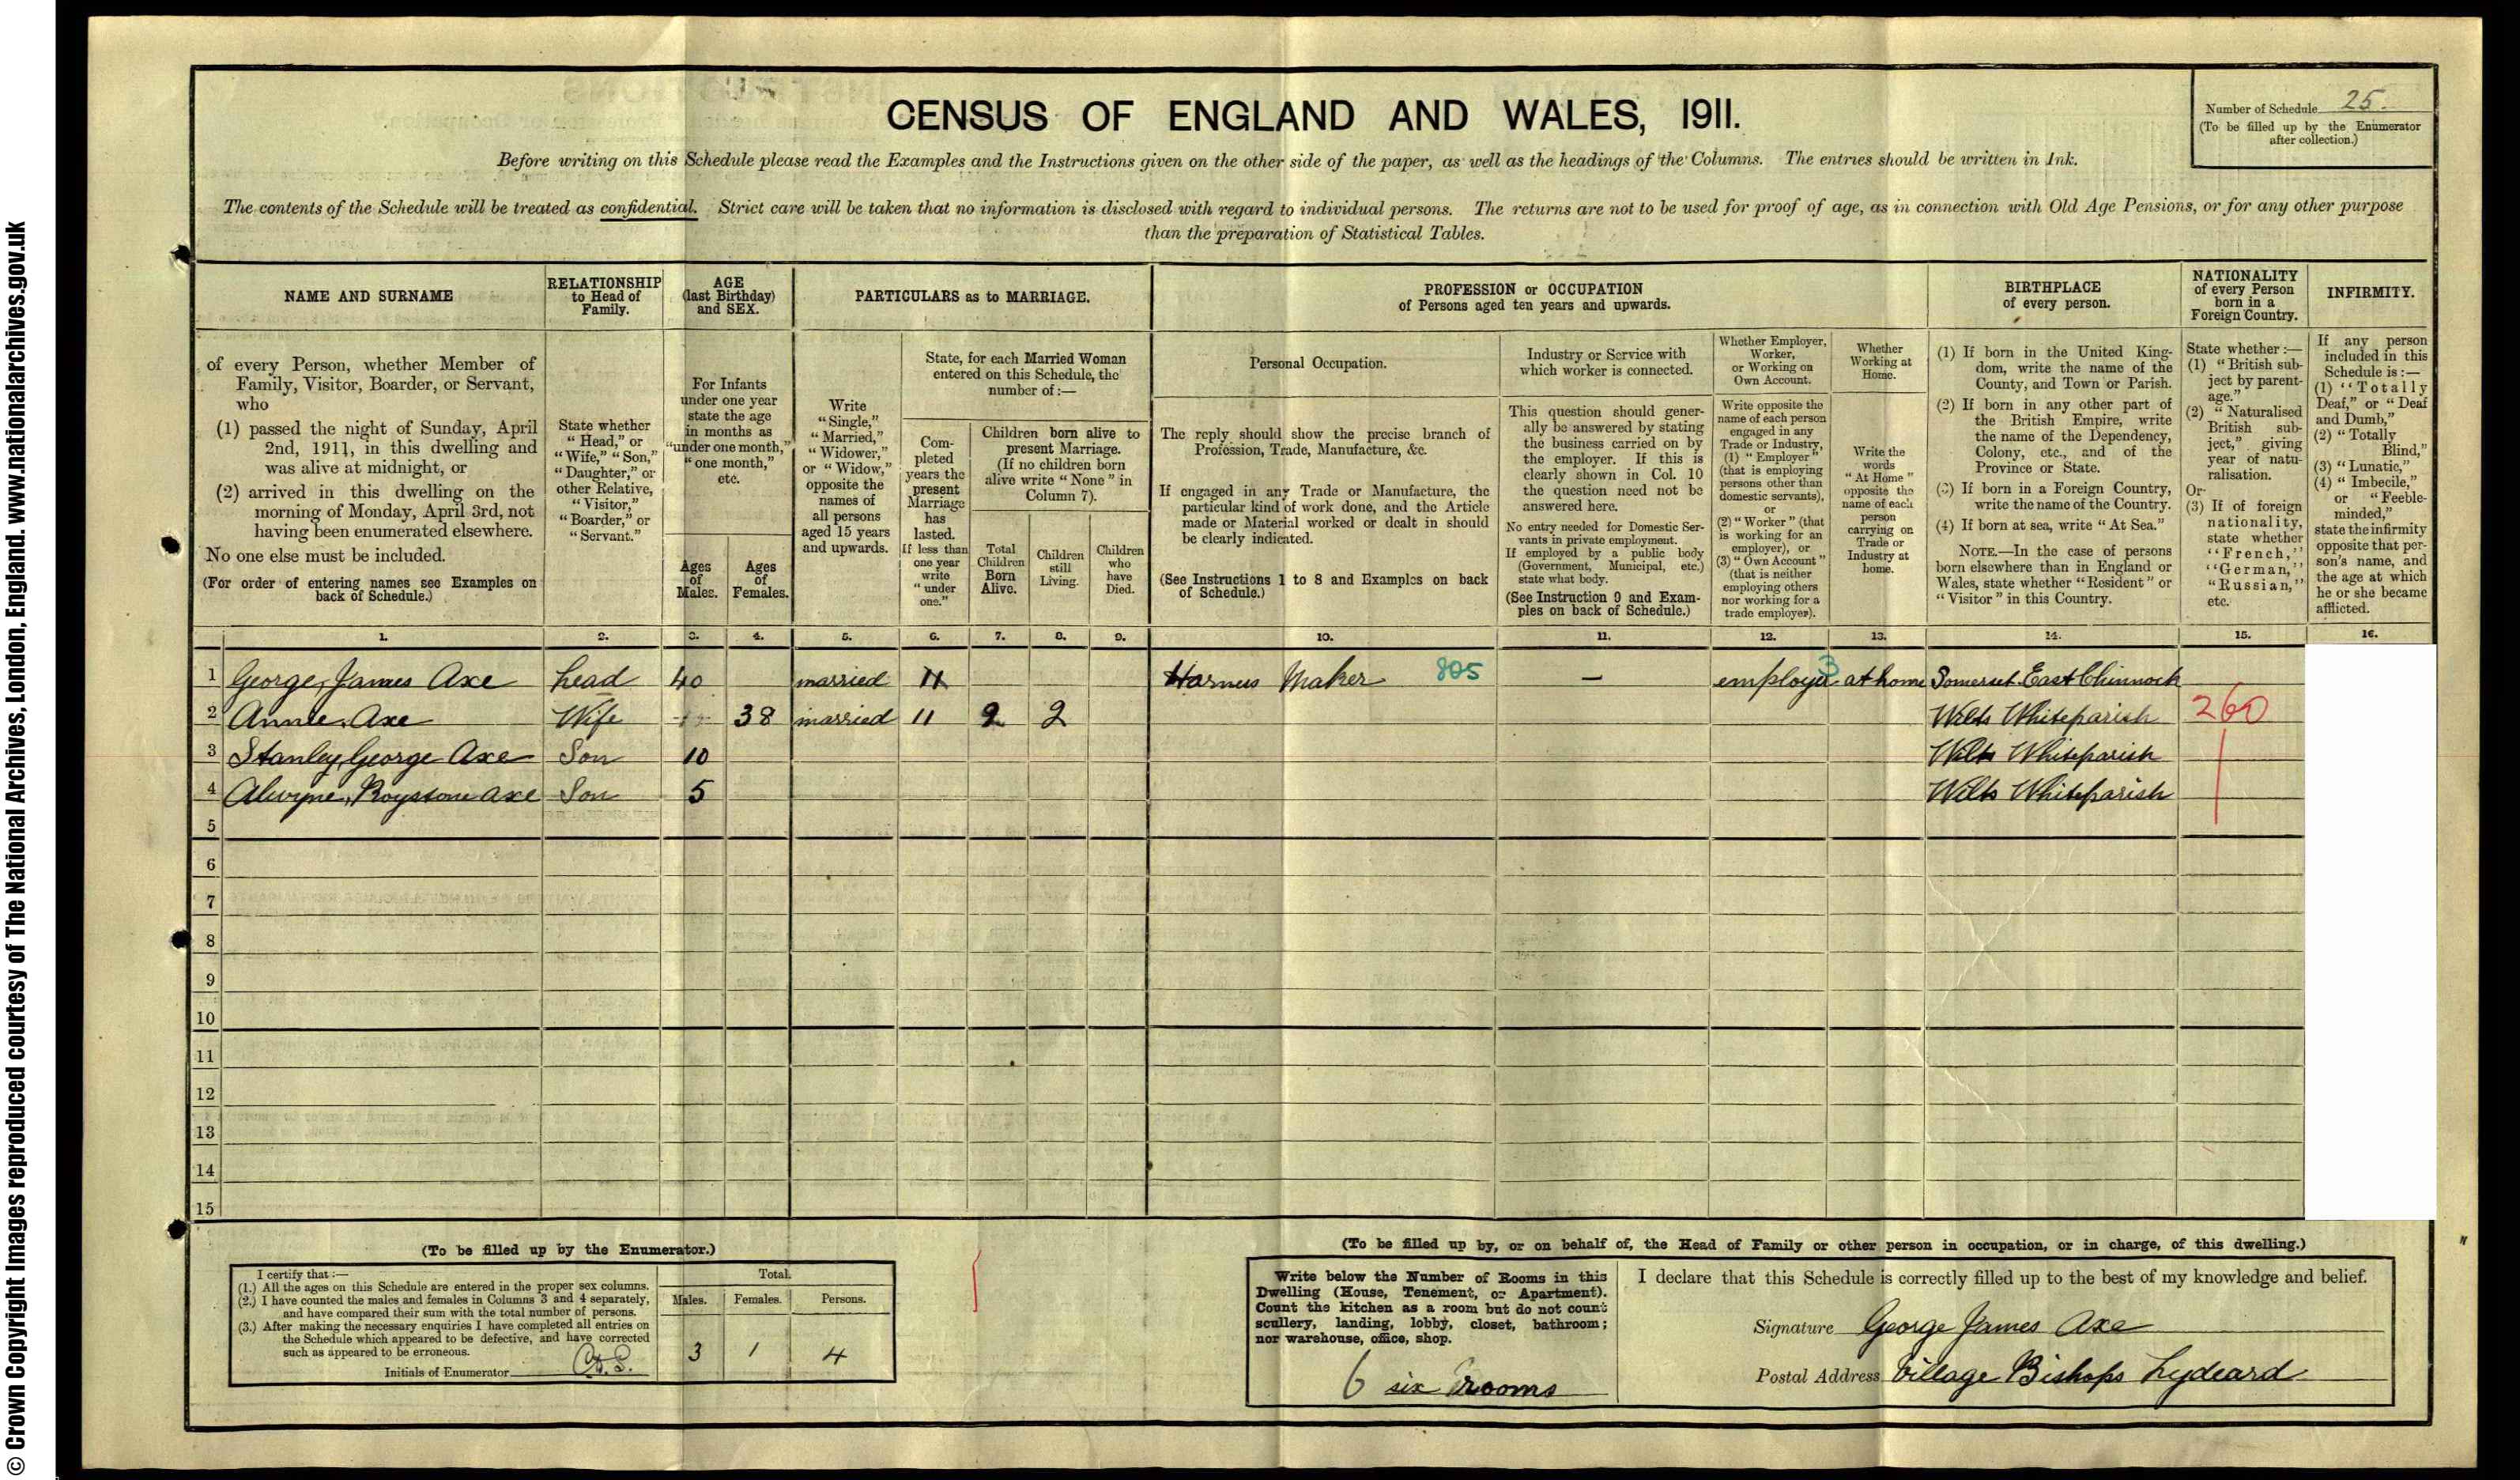 © Crown Copyright Images reproduced courtesy of The National Archives, London, England. www.nationalarchives.gov.uk
CENSUS OF ENGLAND AND WALES, 1911.
Number of Schedule 25.
(To be filled up by the Enumerator
after collection.)
Before writing on this Schedule please read the Examples and the Instructions given on the other side of the paper, as well as the headings of the Columns. The entries should be written in Ink.
The contents of the Schedule will be treated as confidential. Strict care will be taken that no information is disclosed with regard to individual persons. The returns are not to be used for proof of age, as in connection with Old Age Pensions, or for any other purpose
than the preparation of Statistical Tables.
NAME AND SURNAME
RELATIONSHIP
to Head of
Family.
AGE
(last Birthday)
and SEX.
PARTICULARS as to MARRIAGE.
PROFESSION or OCCUPATION
of Persons aged ten years and upwards.
BIRTHPLACE
of every person.
NATIONALITY
of every Person
born in a
Foreign Country.
INFIRMITY.
of every Person, whether Member of
Family, Visitor, Boarder, or Servant,
who
(1) passed the night of Sunday, April
2nd, 1911, in this dwelling and
was alive at midnight, or
(2) arrived in this dwelling on the
morning of Monday, April 3rd, not
having been enumerated elsewhere.
No one else must be included.
(For order of entering names see Examples on
back of Schedule.)
State whether
"Head," or
"Wife," "Son,"
"Daughter," or
other Relative,
"Visitor,"
"Boarder," or
"Servant."
For Infants
under one year
state the age
in months as
"under one month,"
"one month,"
etc.
Ages
of
Males.
Ages
of
Females.
Write
"Single,"
"Married,"
"Widower,"
or "Widow,"
opposite the
names of
all persons
aged 15 years
and upwards.
State, for each Married Woman
entered on this Schedule, the
number of:—
Com-
pleted
years the
present
Marriage
has
lasted.
If less than
one year
write
"under
one."
Children born alive to
present Marriage.
(If no children born
alive write "None" in
Column 7).
Total
Children
Born
Alive.
Children
still
Living.
Children
who
have
Died.
Personal Occupation.
The reply should show the precise branch of
Profession, Trade, Manufacture, &c.
If engaged in any Trade or Manufacture, the
particular kind of work done, and the Article
made or Material worked or dealt in should
be clearly indicated.
(See Instructions 1 to 8 and Examples on back
of Schedule.)
Industry or Service with
which worker is connected.
This question should gener-
ally be answered by stating
the business carried on by
the employer. If this is
clearly shown in Col. 10
the question need not be
answered here.
No entry needed for Domestic Ser-
vants in private employment.
If employed by a public body
(Government, Municipal, etc.)
state what body.
(See Instruction 9 and Exam-
ples on back of Schedule.)
Whether Employer,
Worker,
or Working on
Own Account.
Write opposite the
name of each person
engaged in any
Trade or Industry,
(1) "Employer"
(that is employing
persons other than
domestic servants),
or
(2) "Worker" (that
is working for an
employer), or
(3) "Own Account"
(that is neither
employing others
nor working for a
trade employer).
Whether
Working at
Home.
Write the
words
"At Home"
opposite the
name of each
person
carrying on
Trade or
Industry at
home.
(1) If born in the United King-
dom, write the name of the
County, and Town or Parish.
(2) If born in any other part of
the British Empire, write
the name of the Dependency,
Colony, etc., and of the
Province or State.
(3) If born in a Foreign Country,
write the name of the Country.
(4) If born at sea, write "At Sea."
NOTE.—In the case of persons
born elsewhere than in England or
Wales, state whether "Resident" or
"Visitor" in this Country.
State whether:—
(1) "British sub-
ject by parent-
age."
(2) "Naturalised
British sub-
ject," giving
year of natu-
ralisation.
Or
(3) If of foreign
nationality,
state whether
"French,"
"German,"
"Russian,"
etc.
If any person
included in this
Schedule is:—
(1) "Totally
Deaf," or "Deaf
and Dumb,"
(2) "Totally
Blind,"
(3) "Lunatic,"
(4) "Imbecile,"
or "Feeble-
minded,"
state the infirmity
opposite that per-
son's name, and
the age at which
he or she became
afflicted.
1. 2. 3. 4. 5. 6. 7. 8. 9. 10. 11. 12. 13. 14. 15. 16.
1 George James Axe head 40 married 11 Harness Maker 805 — employer 3 at home Somerset East Chinnock
2 Annie Axe Wife 38 married 11 2 2 Wilts Whiteparish 260
3 Stanley George Axe Son 10 Wilts Whiteparish
4 Alwyne Roystone Axe Son 5 Wilts Whiteparish
5
6
7
8
9
10
11
12
13
14
15
(To be filled up by the Enumerator.)
I certify that:—
(1.) All the ages on this Schedule are entered in the proper sex columns.
(2.) I have counted the males and females in Columns 3 and 4 separately,
and have compared their sum with the total number of persons.
(3.) After making the necessary enquiries I have completed all entries on
the Schedule which appeared to be defective, and have corrected
such as appeared to be erroneous.
Initials of Enumerator
Total.
Males. Females. Persons.
3 1 4
(To be filled up by, or on behalf of, the Head of Family or other person in occupation, or in charge, of this dwelling.)
Write below the Number of Rooms in this
Dwelling (House, Tenement, or Apartment).
Count the kitchen as a room but do not count
scullery, landing, lobby, closet, bathroom;
nor warehouse, office, shop.
6 six rooms
I declare that this Schedule is correctly filled up to the best of my knowledge and belief.
Signature George James Axe
Postal Address Village Bishops Lydeard